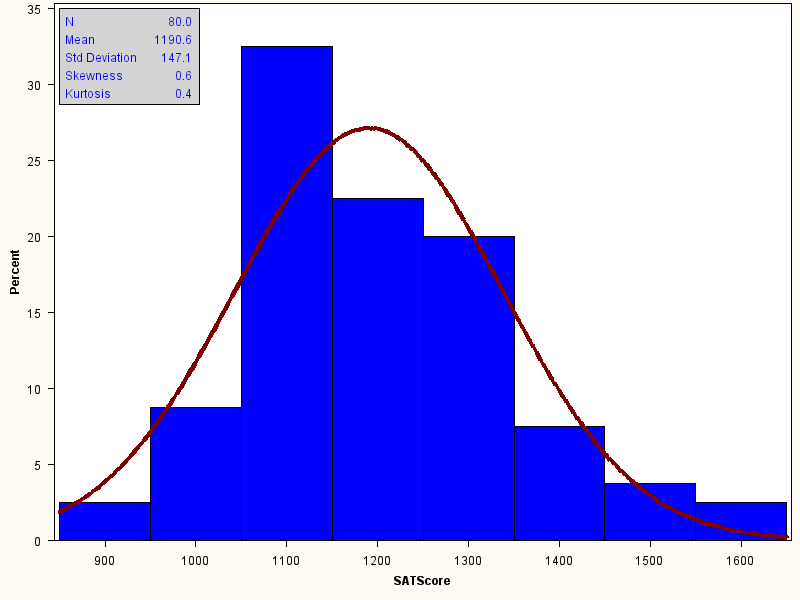 35
30
25
20
15
10
5
0
Percent
N 80.0
Mean 1190.6
Std Deviation 147.1
Skewness 0.6
Kurtosis 0.4
900 1000 1100 1200 1300 1400 1500 1600
SATScore